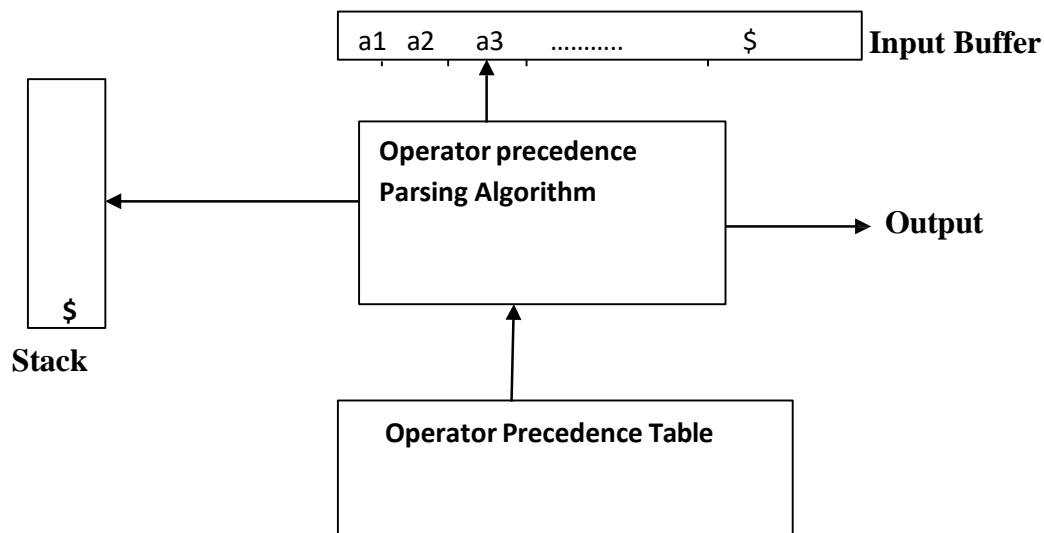 a1 a2 a3 ........... $
Input Buffer
Operator precedence
Parsing Algorithm
Output
$
Stack
Operator Precedence Table